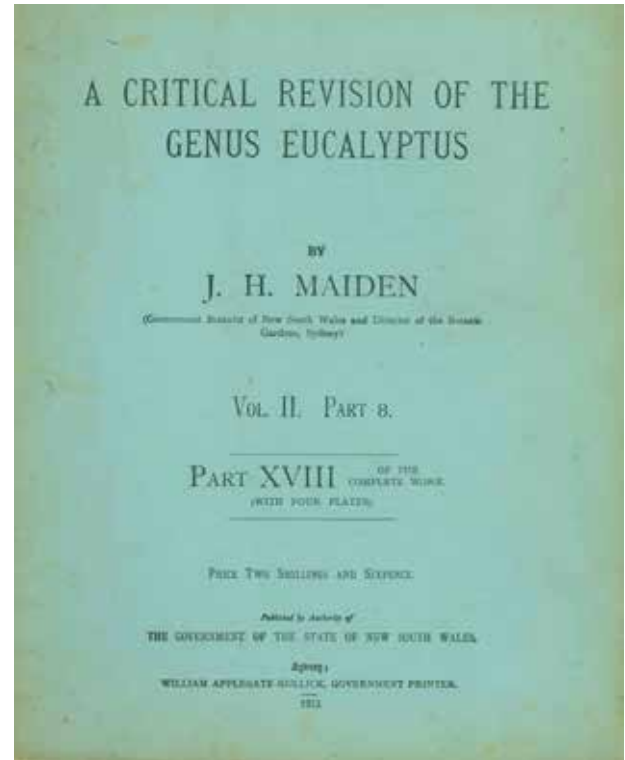 A CRITICAL REVISION OF THE
GENUS EUCALYPTUS
BY
J. H. MAIDEN
(Government Botanist of New South Wales and Director of the Botanic
Gardens, Sydney)
VOL. II. PART 8.
PART XVIII OF THE
COMPLETE WORK
(WITH FOUR PLATES)
PRICE TWO SHILLINGS AND SIXPENCE
Published by Authority of
THE GOVERNMENT OF THE STATE OF NEW SOUTH WALES.
Sydney:
WILLIAM APPLEGATE GULLICK, GOVERNMENT PRINTER.